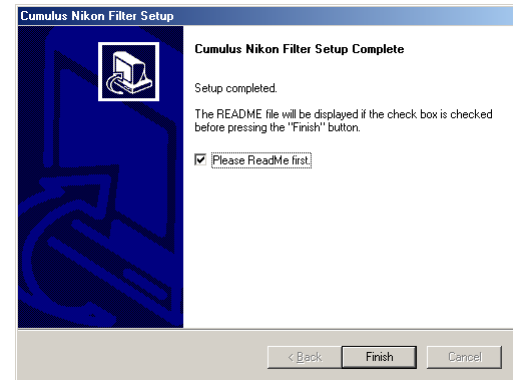 Cumulus Nikon Filter Setup
Cumulus Nikon Filter Setup Complete
Setup completed.
The README file will be displayed if the check box is checked
before pressing the "Finish" button.
Please ReadMe first.
< Back
Finish
Cancel